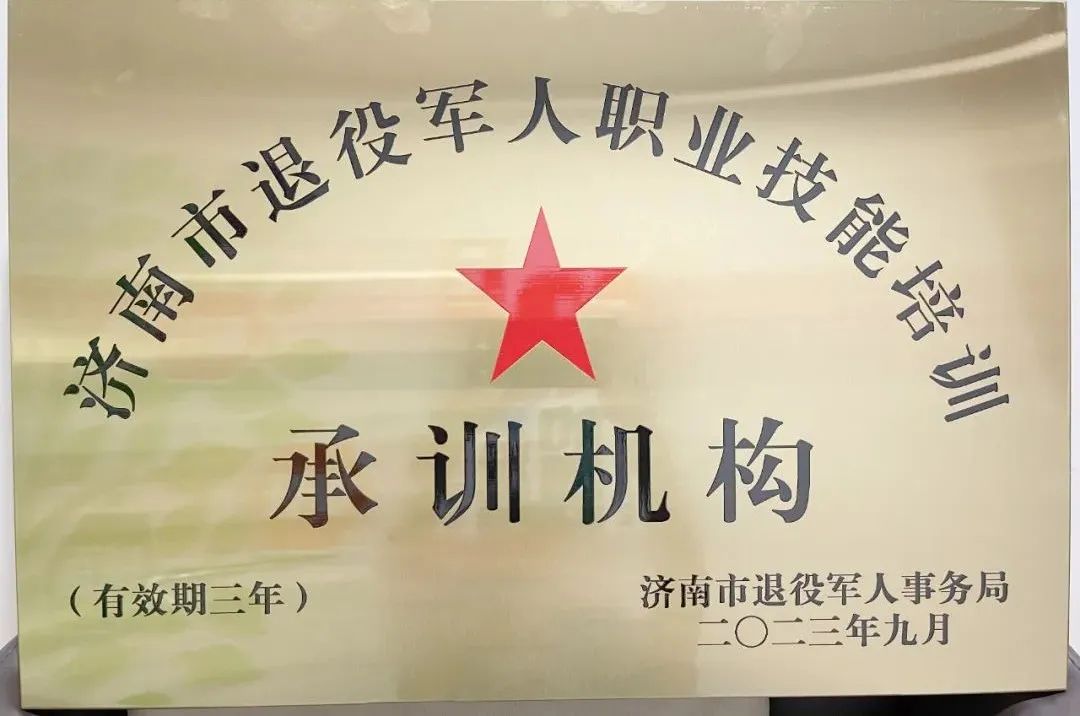 济南市退役军人职业技能培训
承训机构
（有效期三年）
济南市退役军人事务局
二〇二三年九月